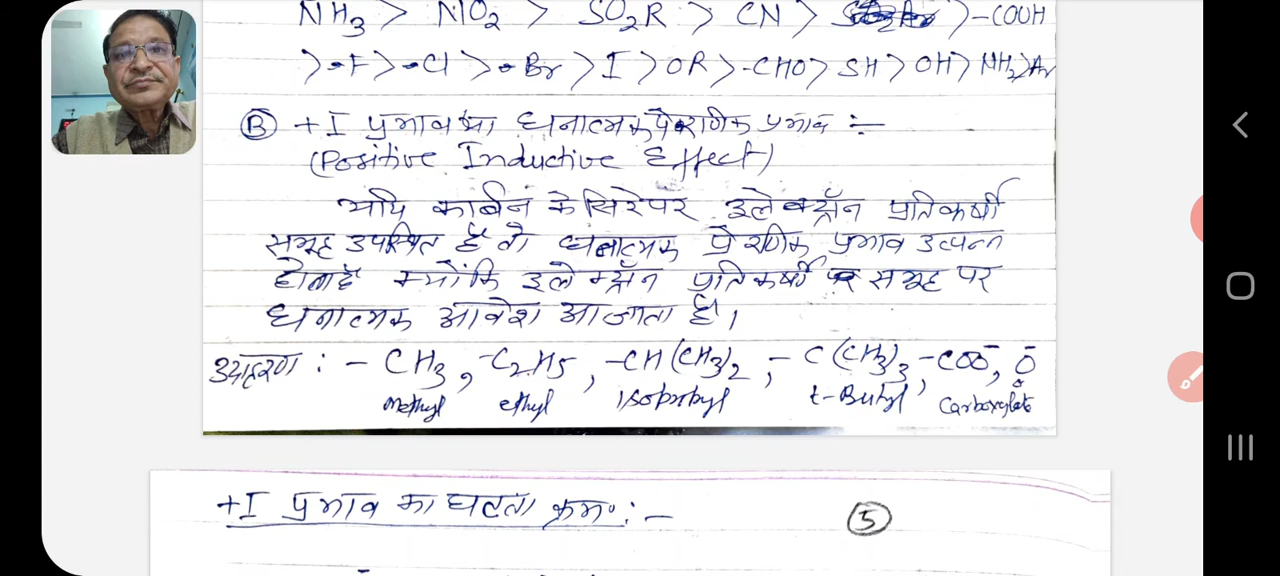 NH3 > NO2 > SO2R > CN > > -COOH
> -F > -Cl > -Br > I > OR > -CHO > SH > OH > NH2 > Ar
(B) +I प्रभाव या धनात्मक प्रेरणिक प्रभाव :-
(Positive Inductive Effect)
यदि कार्बन के सिरे पर इलेक्ट्रॉन प्रतिकर्षी
समूह उपस्थित है तो धनात्मक प्रेरणिक प्रभाव उत्पन्न
होता है क्योंकि इलेक्ट्रॉन प्रतिकर्षी समूह पर
धनात्मक आवेश आ जाता है।
उदाहरण :- CH3, -C2H5, -CH(CH3)2, -C(CH3)3, -COO⁻, O⁻
methyl ethyl isopropyl t-Butyl Carboxylate
+I प्रभाव का घटता क्रम :- (5)